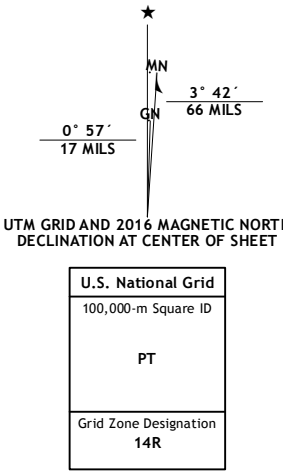 ★
MN
3° 42´
66 MILS
GN
0° 57´
17 MILS
UTM GRID AND 2016 MAGNETIC NORTH
DECLINATION AT CENTER OF SHEET
U.S. National Grid
100,000-m Square ID
PT
Grid Zone Designation
14R